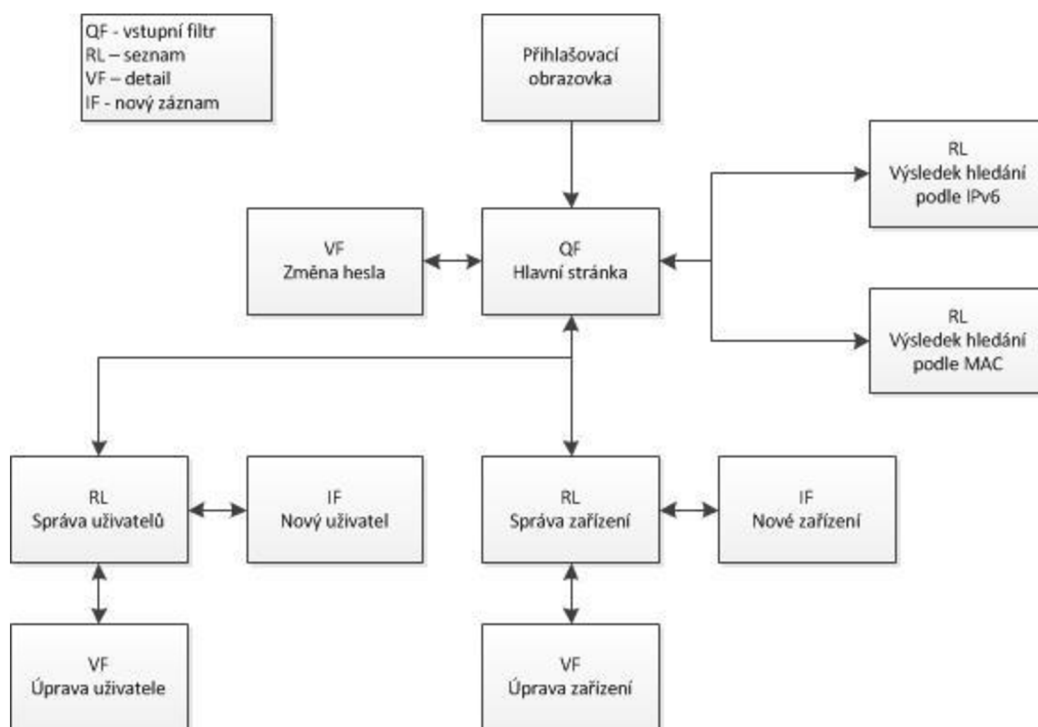 QF - vstupní filtr
RL – seznam
VF – detail
IF - nový záznam
Přihlašovací
obrazovka
RL
Výsledek hledání
podle IPv6
VF
Změna hesla
QF
Hlavní stránka
RL
Výsledek hledání
podle MAC
RL
Správa uživatelů
IF
Nový uživatel
RL
Správa zařízení
IF
Nové zařízení
VF
Úprava uživatele
VF
Úprava zařízení